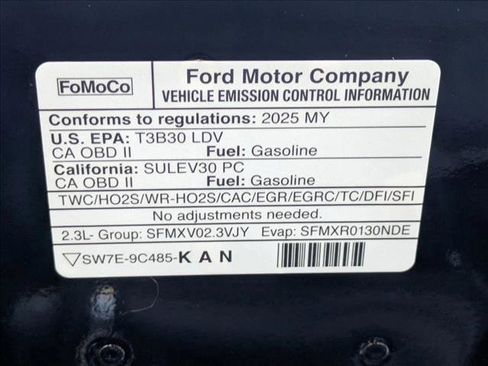 FoMoCo
Ford Motor Company
VEHICLE EMISSION CONTROL INFORMATION
Conforms to regulations: 2025 MY
U.S. EPA: T3B30 LDV
CA OBD II Fuel: Gasoline
California: SULEV30 PC
CA OBD II Fuel: Gasoline
TWC/HO2S/WR-HO2S/CAC/EGR/EGRC/TC/DFI/SFI
No adjustments needed.
2.3L- Group: SFMXV02.3VJY Evap: SFMXR0130NDE
SW7E-9C485-KAN